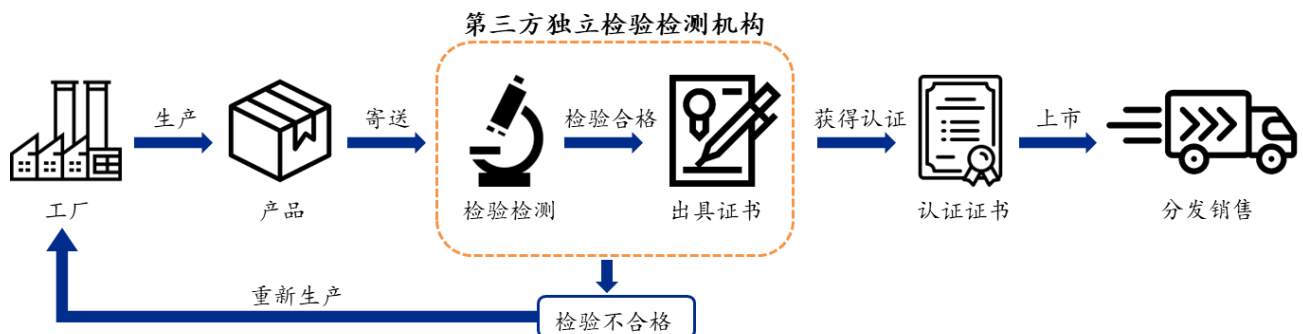 第三方独立检验检测机构
生产
寄送
检验合格
获得认证
上市
工厂
产品
检验检测
出具证书
认证证书
分发销售
重新生产
检验不合格